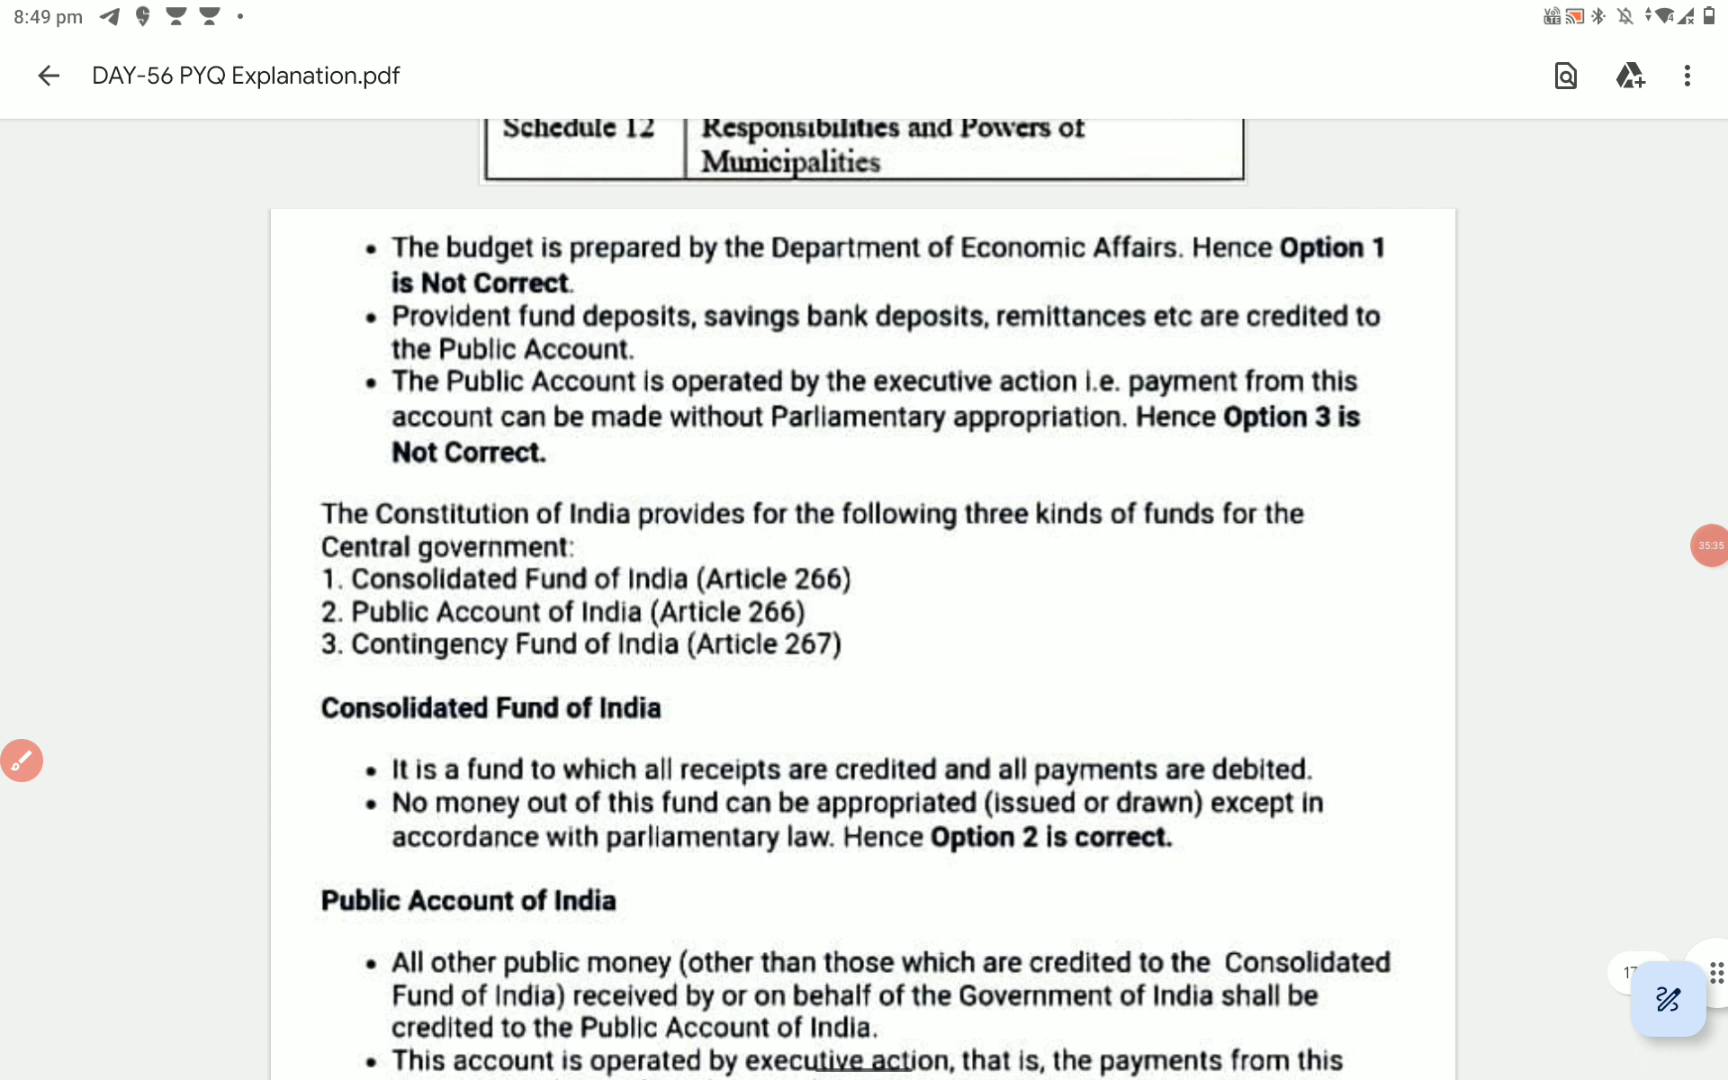 8:49 pm
DAY-56 PYQ Explanation.pdf
Schedule 12
Responsibilities and Powers of
Municipalities
• The budget is prepared by the Department of Economic Affairs. Hence Option 1
is Not Correct.
• Provident fund deposits, savings bank deposits, remittances etc are credited to
the Public Account.
• The Public Account is operated by the executive action i.e. payment from this
account can be made without Parliamentary appropriation. Hence Option 3 is
Not Correct.
The Constitution of India provides for the following three kinds of funds for the
Central government:
1. Consolidated Fund of India (Article 266)
2. Public Account of India (Article 266)
3. Contingency Fund of India (Article 267)
Consolidated Fund of India
• It is a fund to which all receipts are credited and all payments are debited.
• No money out of this fund can be appropriated (issued or drawn) except in
accordance with parliamentary law. Hence Option 2 is correct.
Public Account of India
• All other public money (other than those which are credited to the Consolidated
Fund of India) received by or on behalf of the Government of India shall be
credited to the Public Account of India.
• This account is operated by executive action, that is, the payments from this
35:35